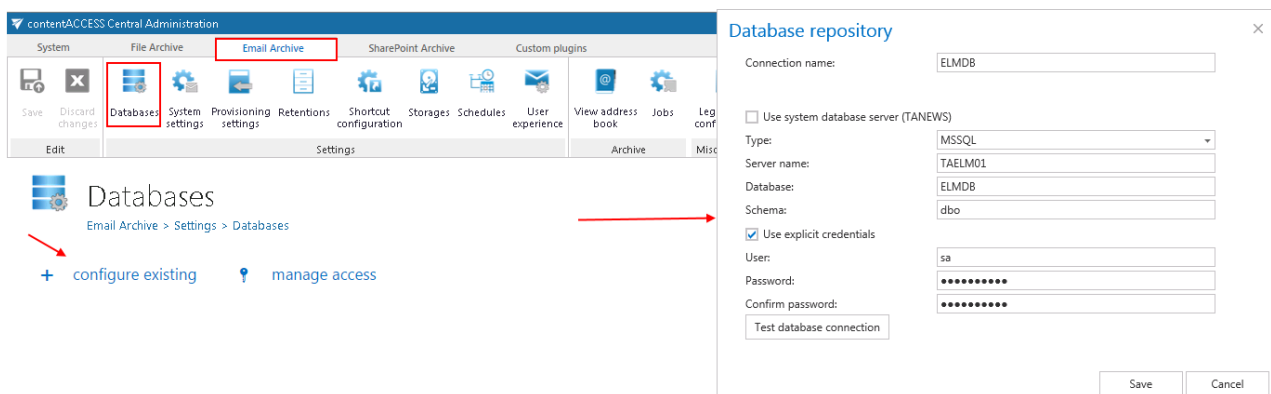 contentACCESS Central Administration
System File Archive Email Archive SharePoint Archive Custom plugins
Save Discard changes Databases System settings Provisioning settings Retentions Shortcut configuration Storages Schedules User experience View address book Jobs Leg conf
Edit Settings Archive Misc
Databases
Email Archive > Settings > Databases
+ configure existing manage access
Database repository
Connection name: ELMDB
Use system database server (TANEWS)
Type: MSSQL
Server name: TAELM01
Database: ELMDB
Schema: dbo
Use explicit credentials
User: sa
Password: ●●●●●●●●●●
Confirm password: ●●●●●●●●●●
Test database connection
Save Cancel